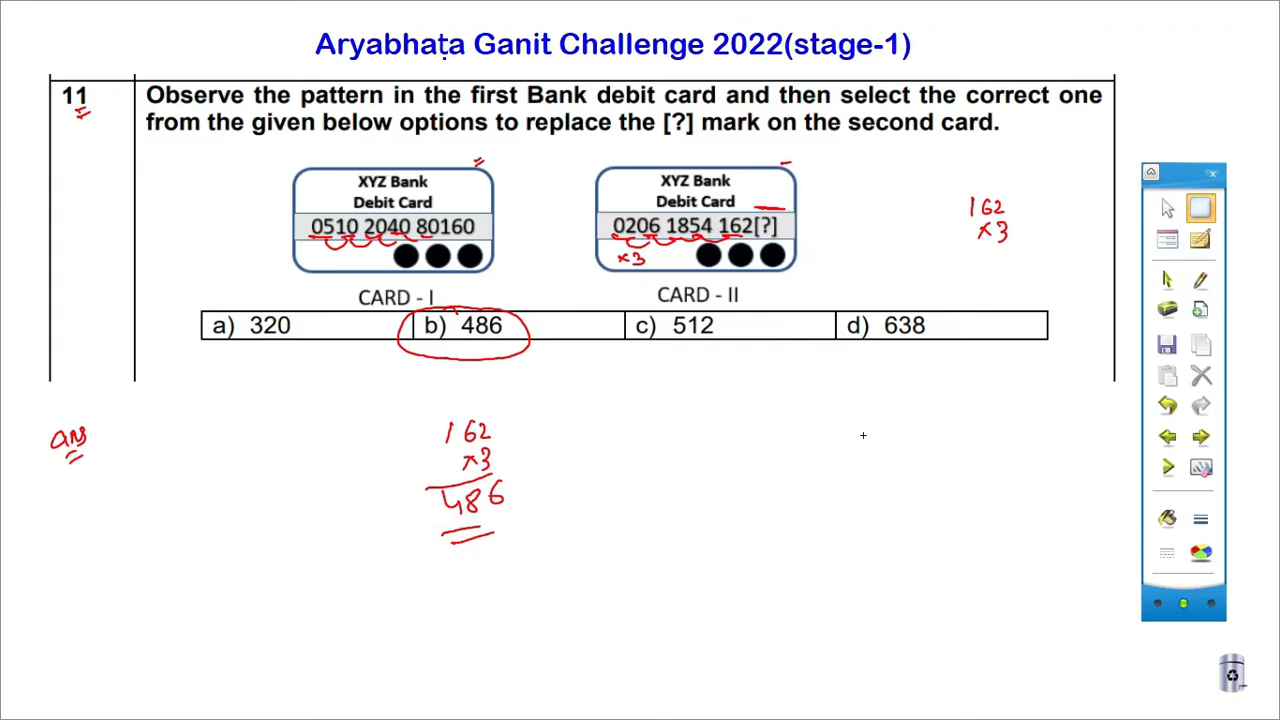 Aryabhaṭa Ganit Challenge 2022(stage-1)
11
Observe the pattern in the first Bank debit card and then select the correct one
from the given below options to replace the [?] mark on the second card.
XYZ Bank
Debit Card
0510 2040 80160
CARD - I
XYZ Bank
Debit Card
0206 1854 162[?]
×3
CARD - II
162
×3
a) 320
b) 486
c) 512
d) 638
ans
162
×3
486